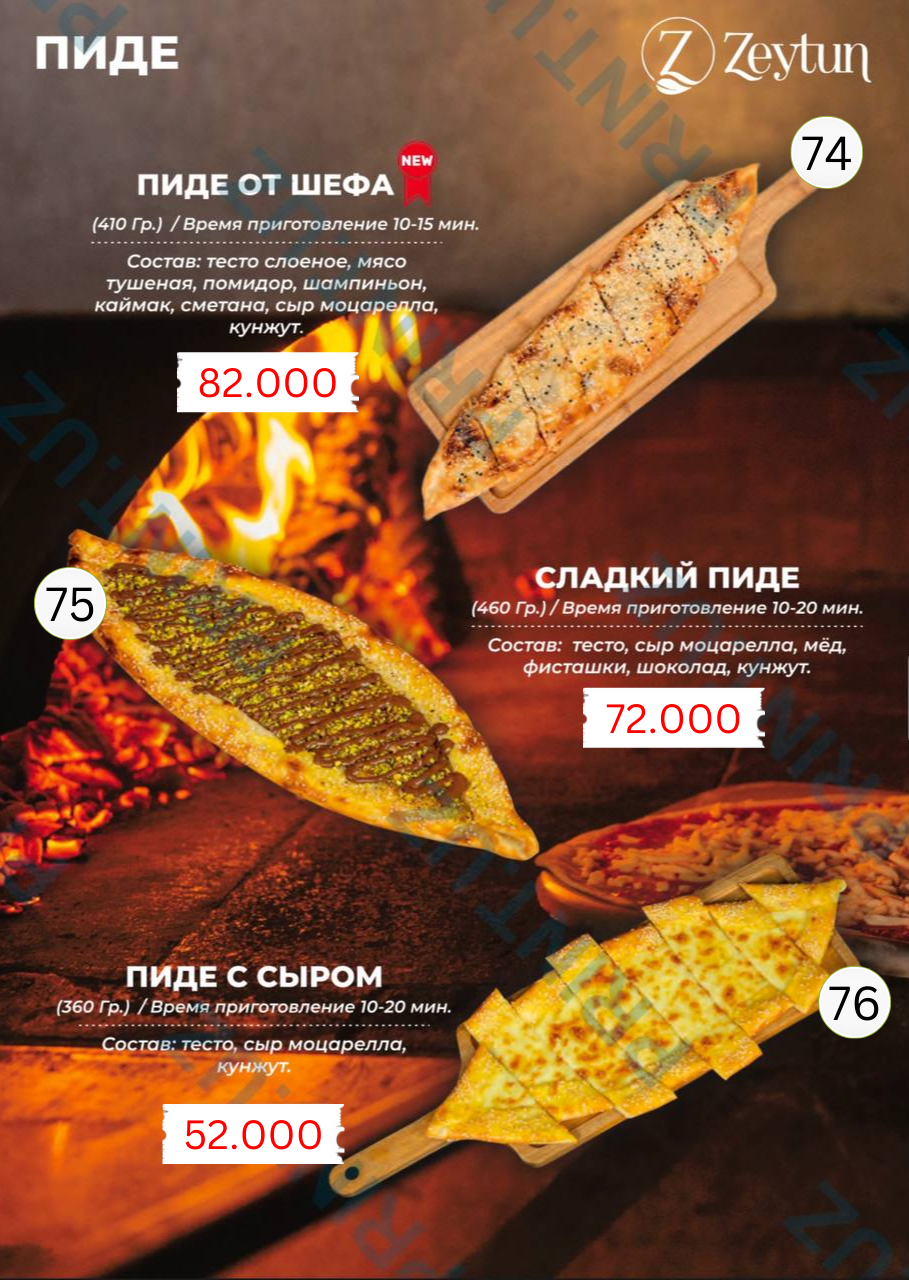 ПИДЕ
Zeytun
74
NEW
ПИДЕ ОТ ШЕФА
(410 Гр.) / Время приготовление 10-15 мин.
Состав: тесто слоеное, мясо
тушеная, помидор, шампиньон,
каймак, сметана, сыр моцарелла,
кунжут.
82.000
75
СЛАДКИЙ ПИДЕ
(460 Гр.) / Время приготовление 10-20 мин.
Состав: тесто, сыр моцарелла, мёд,
фисташки, шоколад, кунжут.
72.000
ПИДЕ С СЫРОМ
(360 Гр.) / Время приготовление 10-20 мин.
76
Состав: тесто, сыр моцарелла,
кунжут.
52.000